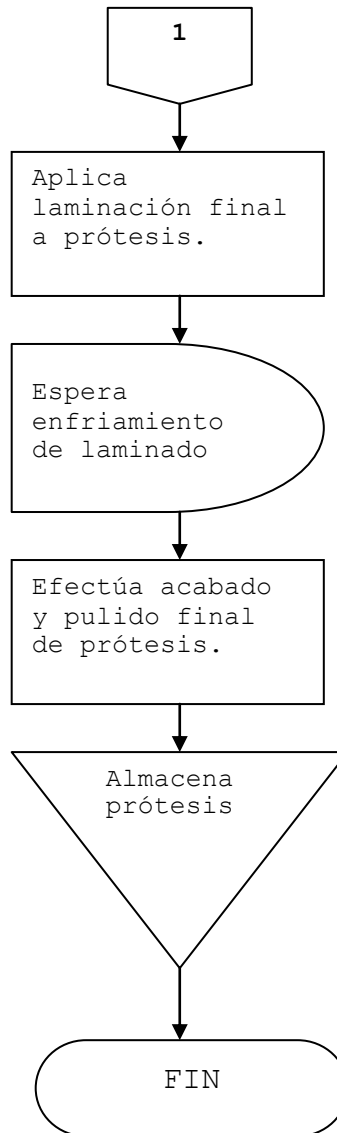 1
Aplica
laminación final
a prótesis.
Espera
enfriamiento
de laminado
Efectúa acabado
y pulido final
de prótesis.
Almacena
prótesis
FIN